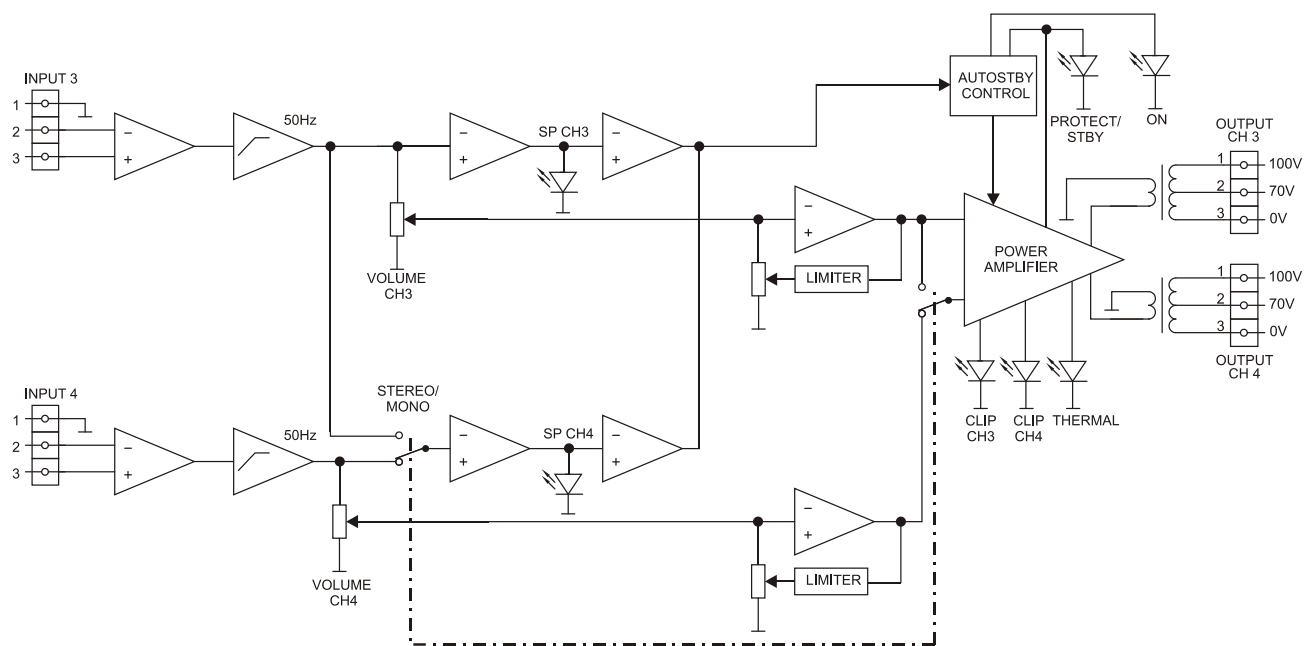 INPUT 3
1
2
3
50Hz
SP CH3
VOLUME
CH3
AUTOSTBY
CONTROL
PROTECT/
STBY
ON
OUTPUT
CH 3
1
100V
2
70V
3
0V
LIMITER
POWER
AMPLIFIER
1
100V
2
70V
3
0V
OUTPUT
CH 4
CLIP
CH3
CLIP
CH4
THERMAL
INPUT 4
1
2
3
50Hz
STEREO/
MONO
SP CH4
VOLUME
CH4
LIMITER